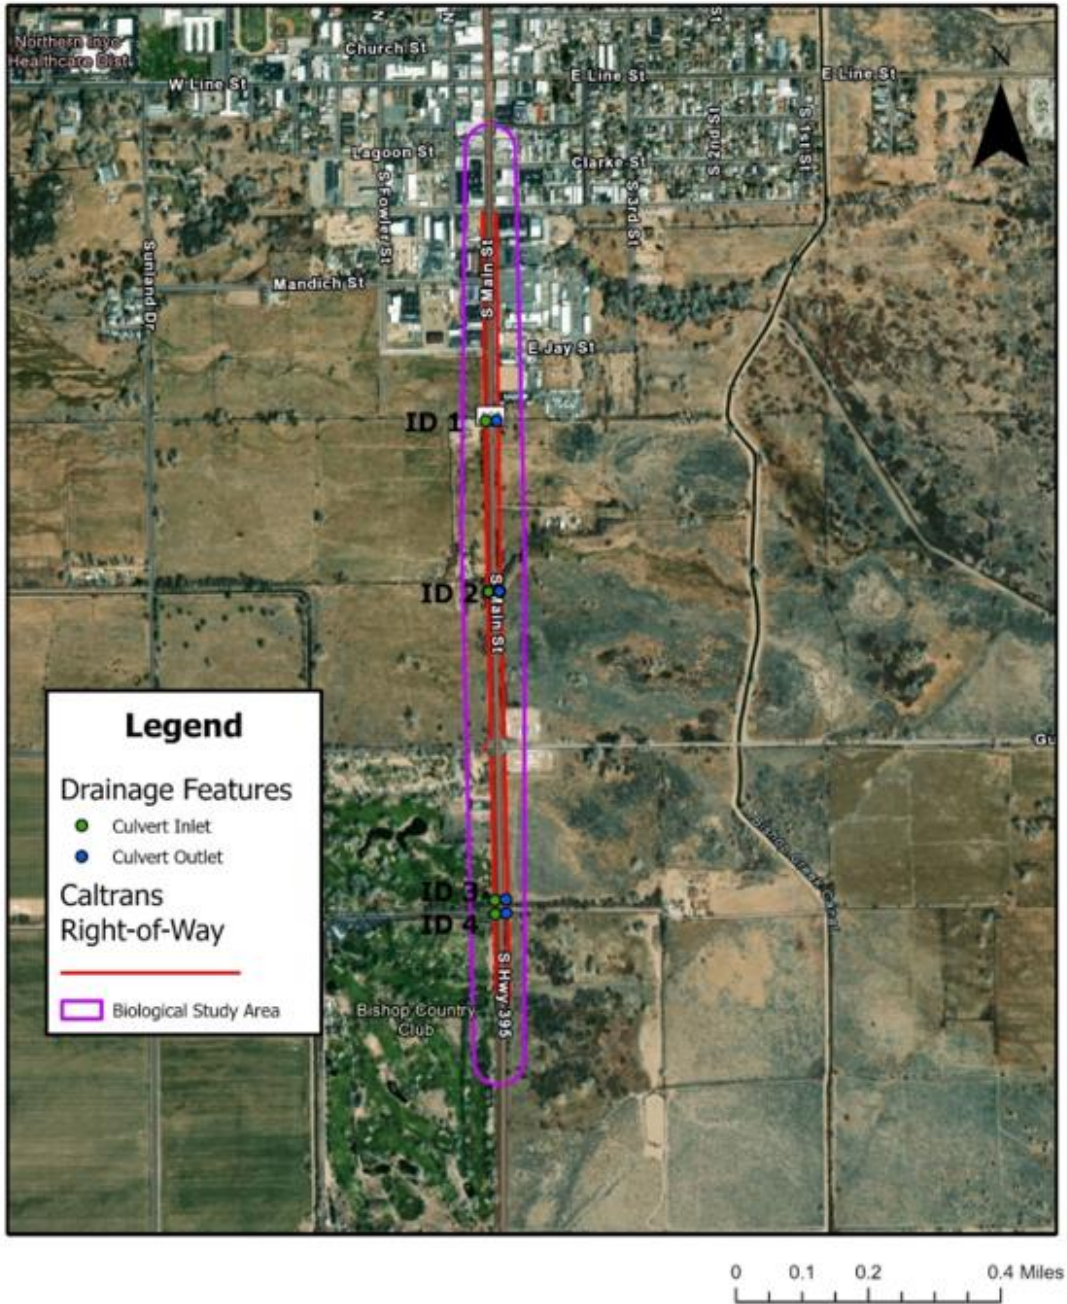 N
N
St
Northern Inyo
Healthcare Dist.
Church St
W Line St
E Line St
E Line St
N
Lagoon St
Clarke St
S 2nd St
S 1st St
S Fowler St
S 3rd St
Sunland Dr
S Main St
Mandich St
E Jay St
ID 1
ID 2
S Main St
Legend
Drainage Features
Culvert Inlet
Culvert Outlet
Caltrans
Right-of-Way
Biological Study Area
Gu
ID 3
ID 4
S Hwy 395
Bishop Country
Club
0 0.1 0.2 0.4 Miles